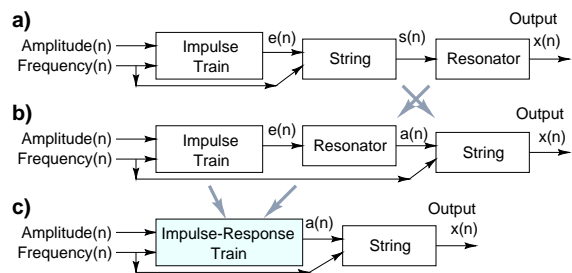 a)
Output
Amplitude(n)
Frequency(n)
Impulse
Train
e(n)
String
s(n)
Resonator
x(n)
b)
Output
Amplitude(n)
Frequency(n)
Impulse
Train
e(n)
Resonator
a(n)
String
x(n)
c)
Output
Amplitude(n)
Frequency(n)
Impulse-Response
Train
a(n)
String
x(n)